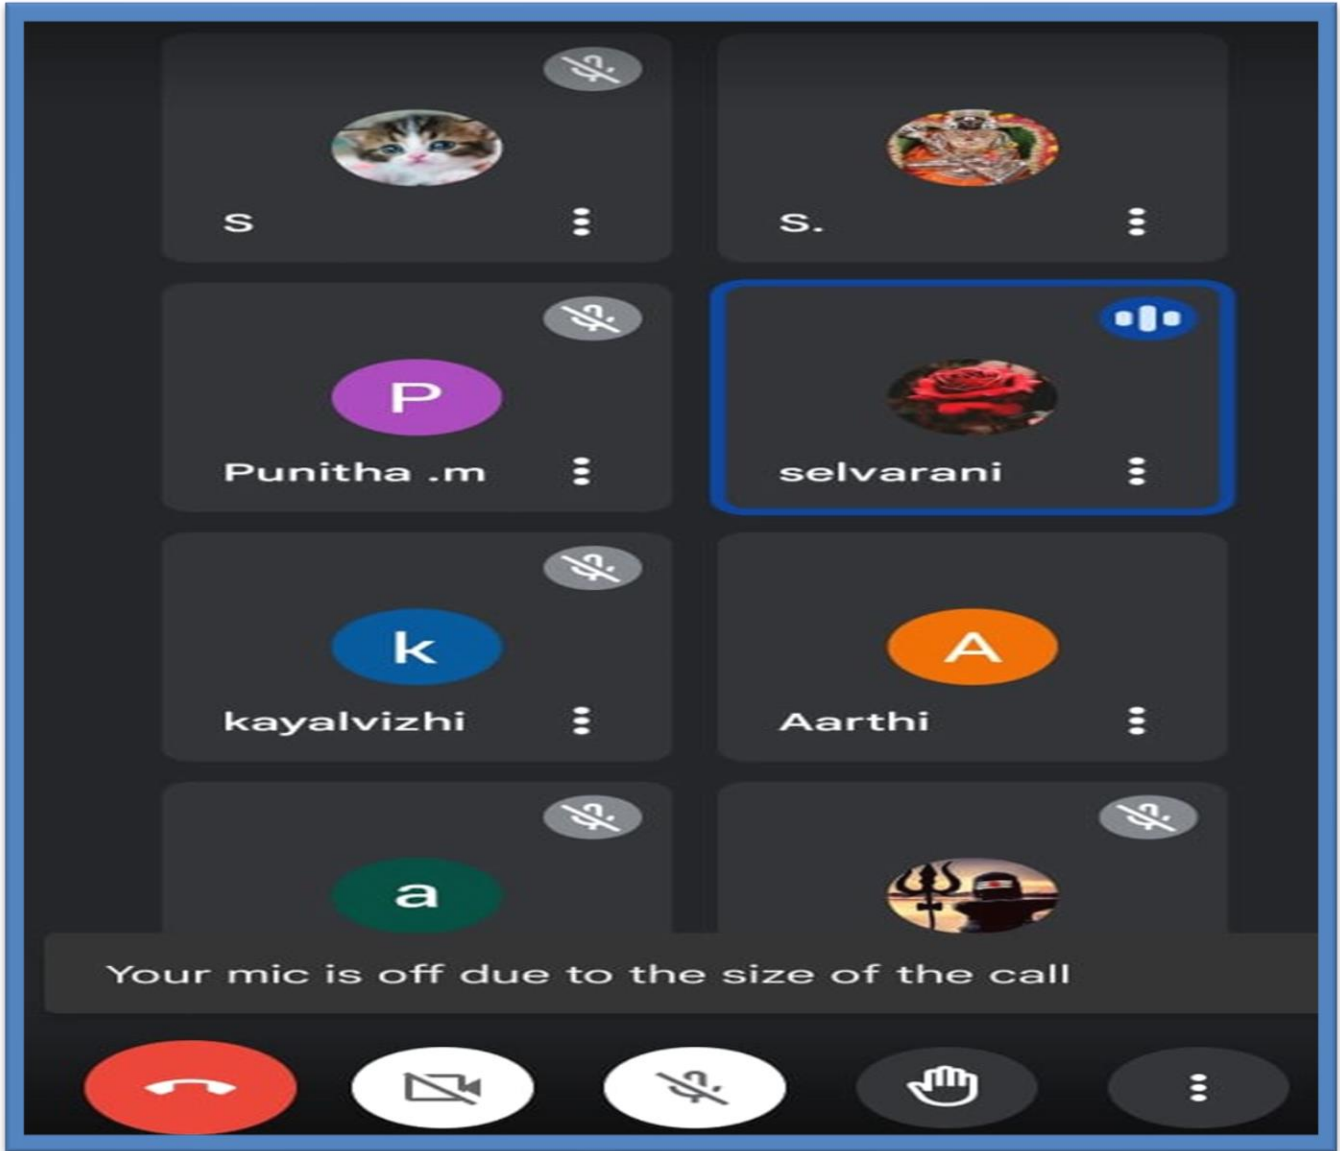 S S.
P
Punitha .m selvarani
k A
kayalvizhi Aarthi
a
Your mic is off due to the size of the call